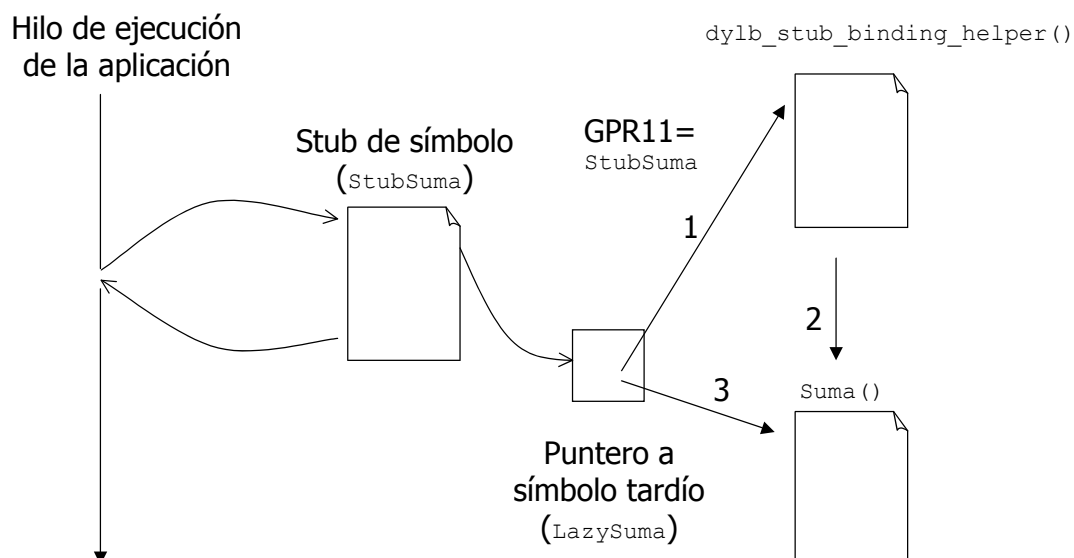 Hilo de ejecución
de la aplicación
dylb_stub_binding_helper()
Stub de símbolo
(StubSuma)
GPR11=
StubSuma
1
2
3
Suma()
Puntero a
símbolo tardío
(LazySuma)